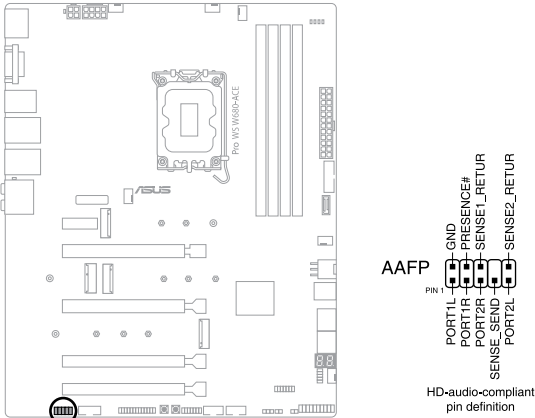 Pro WS W680-ACE
ASUS
88
AAFP
PIN 1
GND
PRESENCE#
SENSE1_RETUR
SENSE2_RETUR
PORT1L
PORT1R
PORT2R
SENSE_SEND
PORT2L
HD-audio-compliant
pin definition